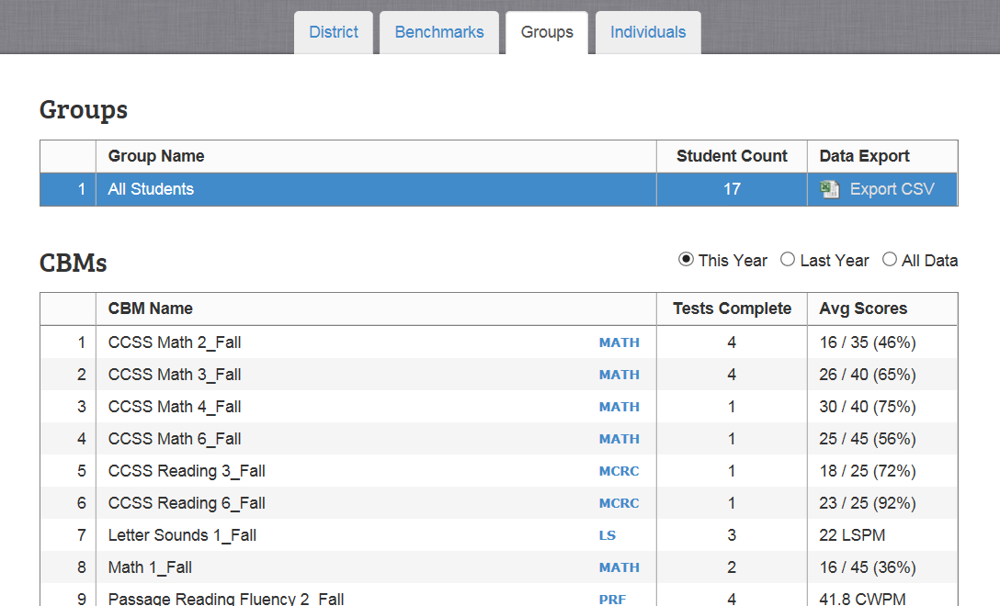 District Benchmarks Groups Individuals
Groups
Group Name Student Count Data Export
1 All Students 17 Export CSV
CBMs This Year Last Year All Data
CBM Name Tests Complete Avg Scores
1 CCSS Math 2_Fall MATH 4 16 / 35 (46%)
2 CCSS Math 3_Fall MATH 4 26 / 40 (65%)
3 CCSS Math 4_Fall MATH 1 30 / 40 (75%)
4 CCSS Math 6_Fall MATH 1 25 / 45 (56%)
5 CCSS Reading 3_Fall MCRC 1 18 / 25 (72%)
6 CCSS Reading 6_Fall MCRC 1 23 / 25 (92%)
7 Letter Sounds 1_Fall LS 3 22 LSPM
8 Math 1_Fall MATH 2 16 / 45 (36%)
9 Passage Reading Fluency 2_Fall PRF 4 41.8 CWPM